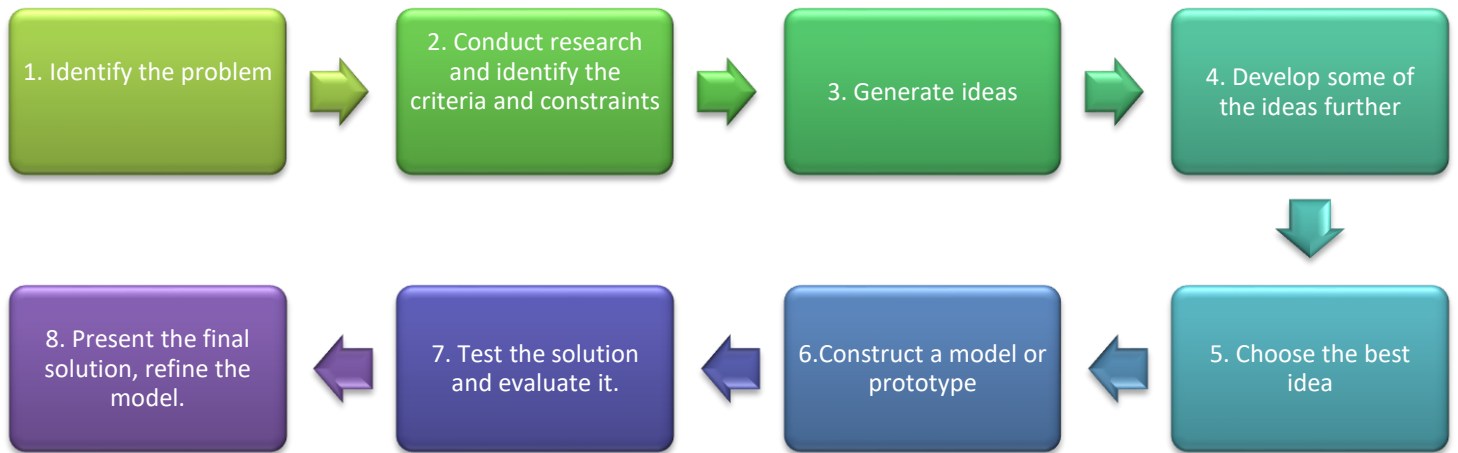 1. Identify the problem
2. Conduct research
and identify the
criteria and constraints
3. Generate ideas
4. Develop some of
the ideas further
5. Choose the best
idea
6.Construct a model or
prototype
7. Test the solution
and evaluate it.
8. Present the final
solution, refine the
model.